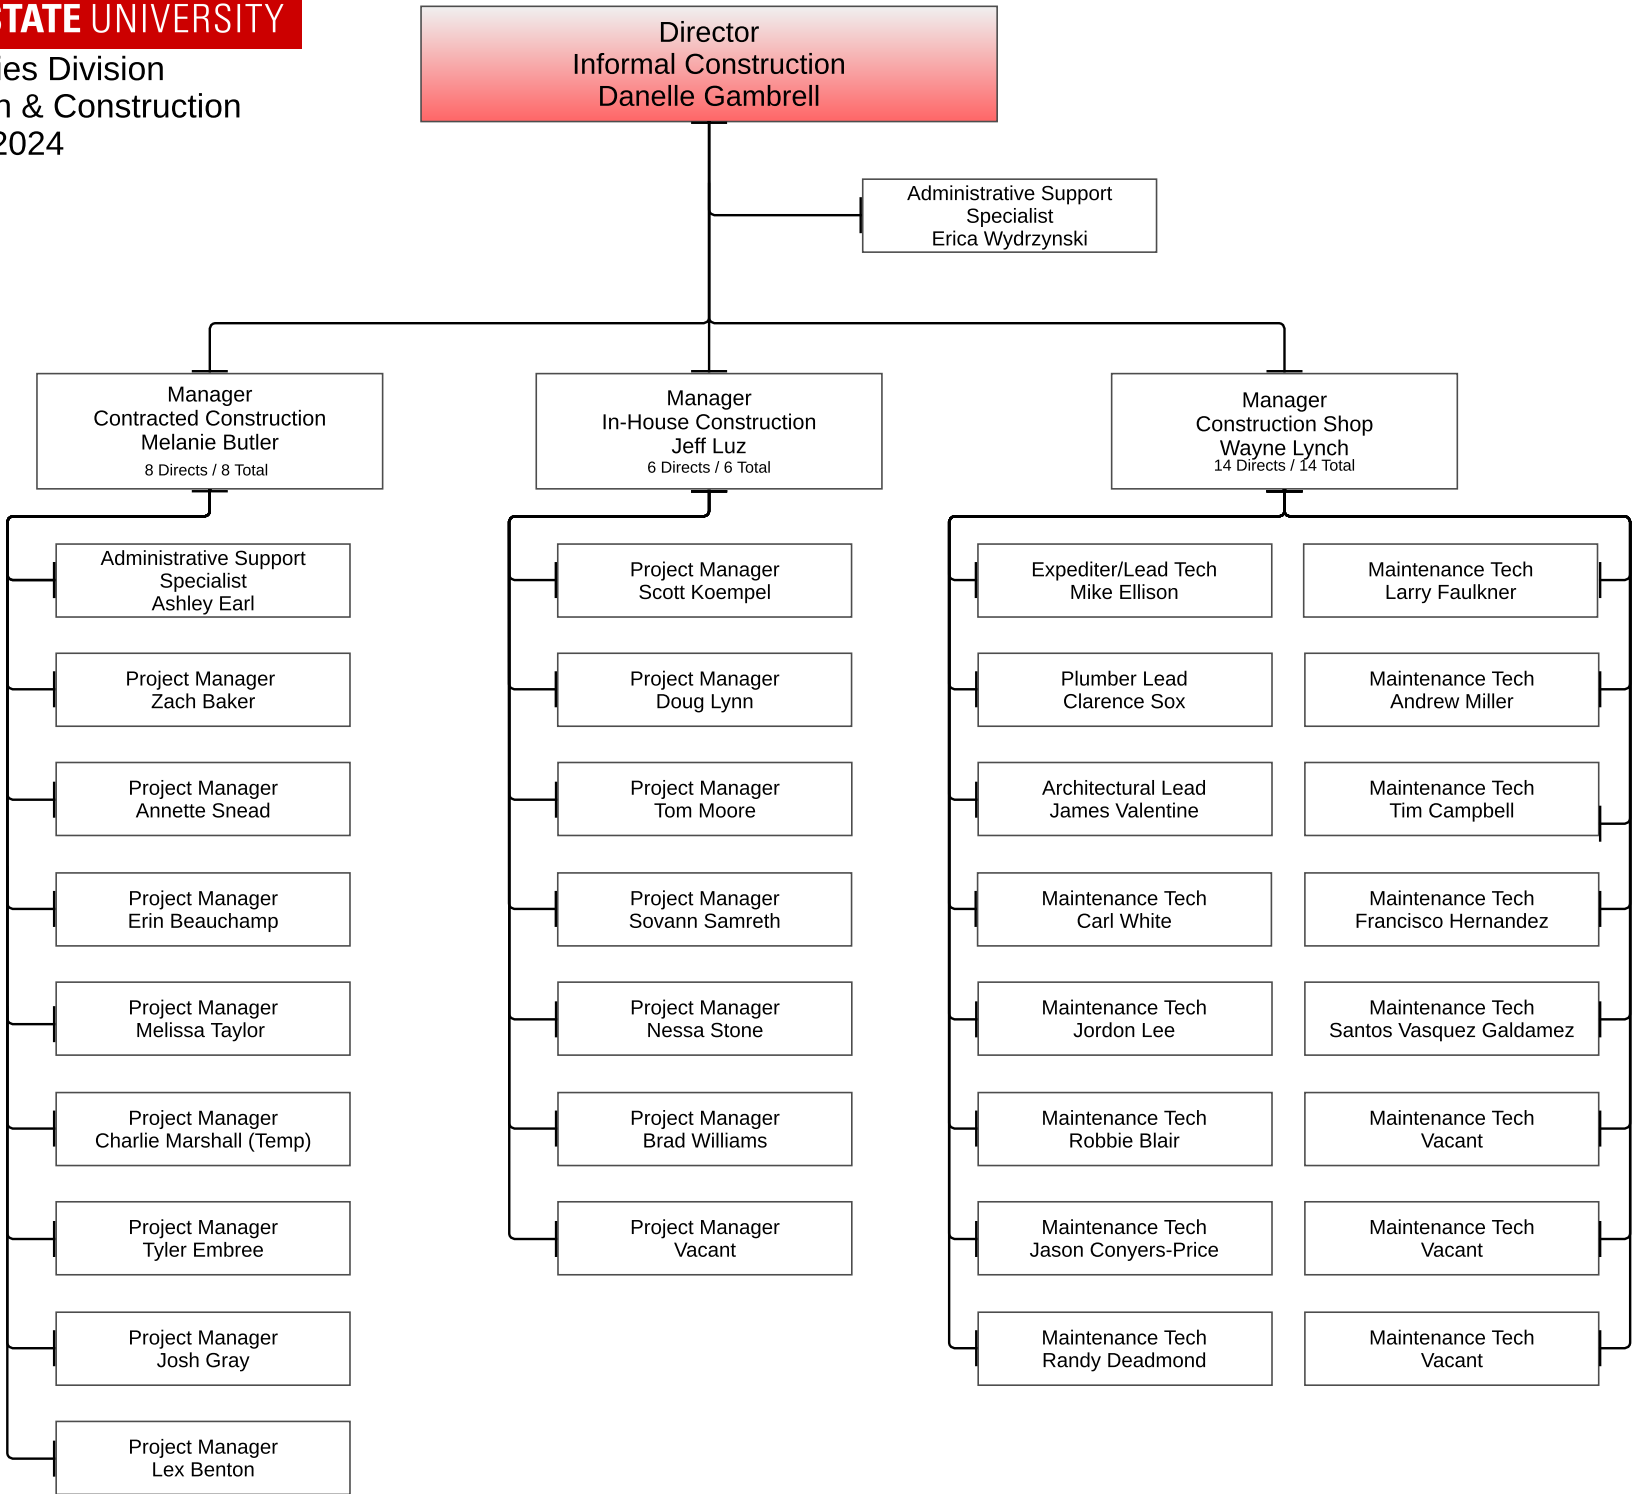 STATE UNIVERSITY
ies Division
n & Construction
2024
Director
Informal Construction
Danelle Gambrell
Administrative Support
Specialist
Erica Wydrzynski
Manager
Contracted Construction
Melanie Butler
8 Directs / 8 Total
Manager
In-House Construction
Jeff Luz
6 Directs / 6 Total
Manager
Construction Shop
Wayne Lynch
14 Directs / 14 Total
Administrative Support
Specialist
Ashley Earl
Project Manager
Zach Baker
Project Manager
Annette Snead
Project Manager
Erin Beauchamp
Project Manager
Melissa Taylor
Project Manager
Charlie Marshall (Temp)
Project Manager
Tyler Embree
Project Manager
Josh Gray
Project Manager
Lex Benton
Project Manager
Scott Koempel
Project Manager
Doug Lynn
Project Manager
Tom Moore
Project Manager
Sovann Samreth
Project Manager
Nessa Stone
Project Manager
Brad Williams
Project Manager
Vacant
Expediter/Lead Tech
Mike Ellison
Plumber Lead
Clarence Sox
Architectural Lead
James Valentine
Maintenance Tech
Carl White
Maintenance Tech
Jordon Lee
Maintenance Tech
Robbie Blair
Maintenance Tech
Jason Conyers-Price
Maintenance Tech
Randy Deadmond
Maintenance Tech
Larry Faulkner
Maintenance Tech
Andrew Miller
Maintenance Tech
Tim Campbell
Maintenance Tech
Francisco Hernandez
Maintenance Tech
Santos Vasquez Galdamez
Maintenance Tech
Vacant
Maintenance Tech
Vacant
Maintenance Tech
Vacant